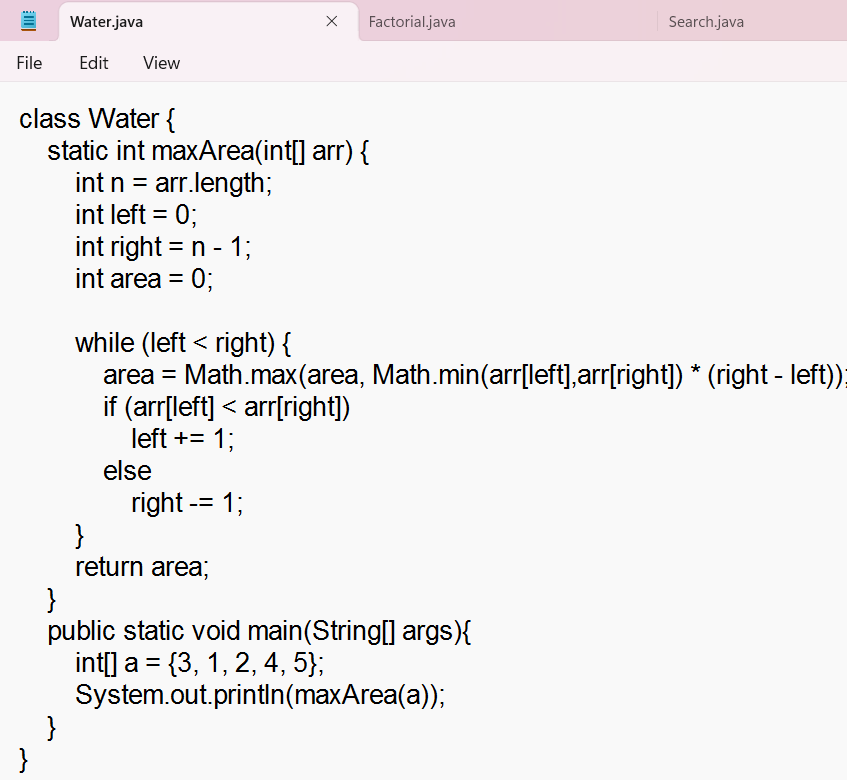 Water.java Factorial.java Search.java
File Edit View
class Water {
static int maxArea(int[] arr) {
int n = arr.length;
int left = 0;
int right = n - 1;
int area = 0;
while (left < right) {
area = Math.max(area, Math.min(arr[left],arr[right]) * (right - left));
if (arr[left] < arr[right])
left += 1;
else
right -= 1;
}
return area;
}
public static void main(String[] args){
int[] a = {3, 1, 2, 4, 5};
System.out.println(maxArea(a));
}
}